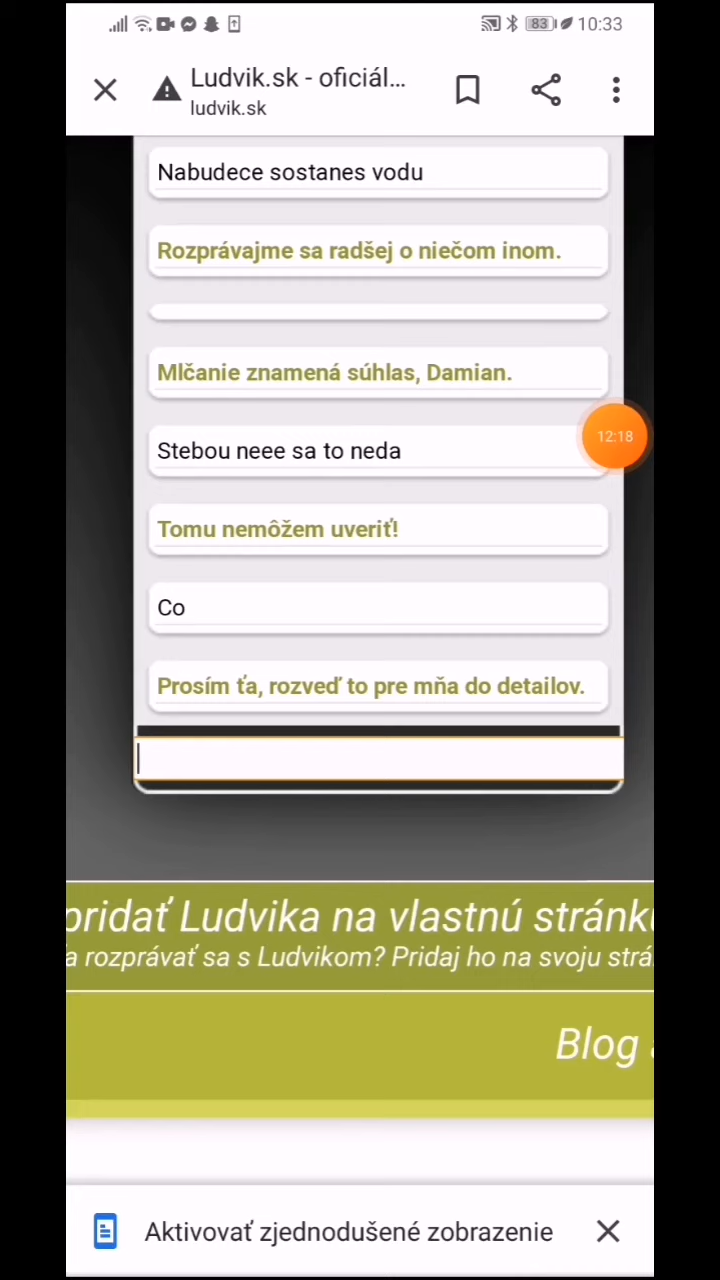 83 10:33
Ludvik.sk - oficiál...
ludvik.sk
Nabudece sostanes vodu
Rozprávajme sa radšej o niečom inom.
Mlčanie znamená súhlas, Damian.
12:18
Stebou neee sa to neda
Tomu nemôžem uveriť!
Co
Prosím ťa, rozveď to pre mňa do detailov.
pridať Ludvika na vlastnú stránku
a rozprávať sa s Ludvikom? Pridaj ho na svoju strá
Blog a
Aktivovať zjednodušené zobrazenie